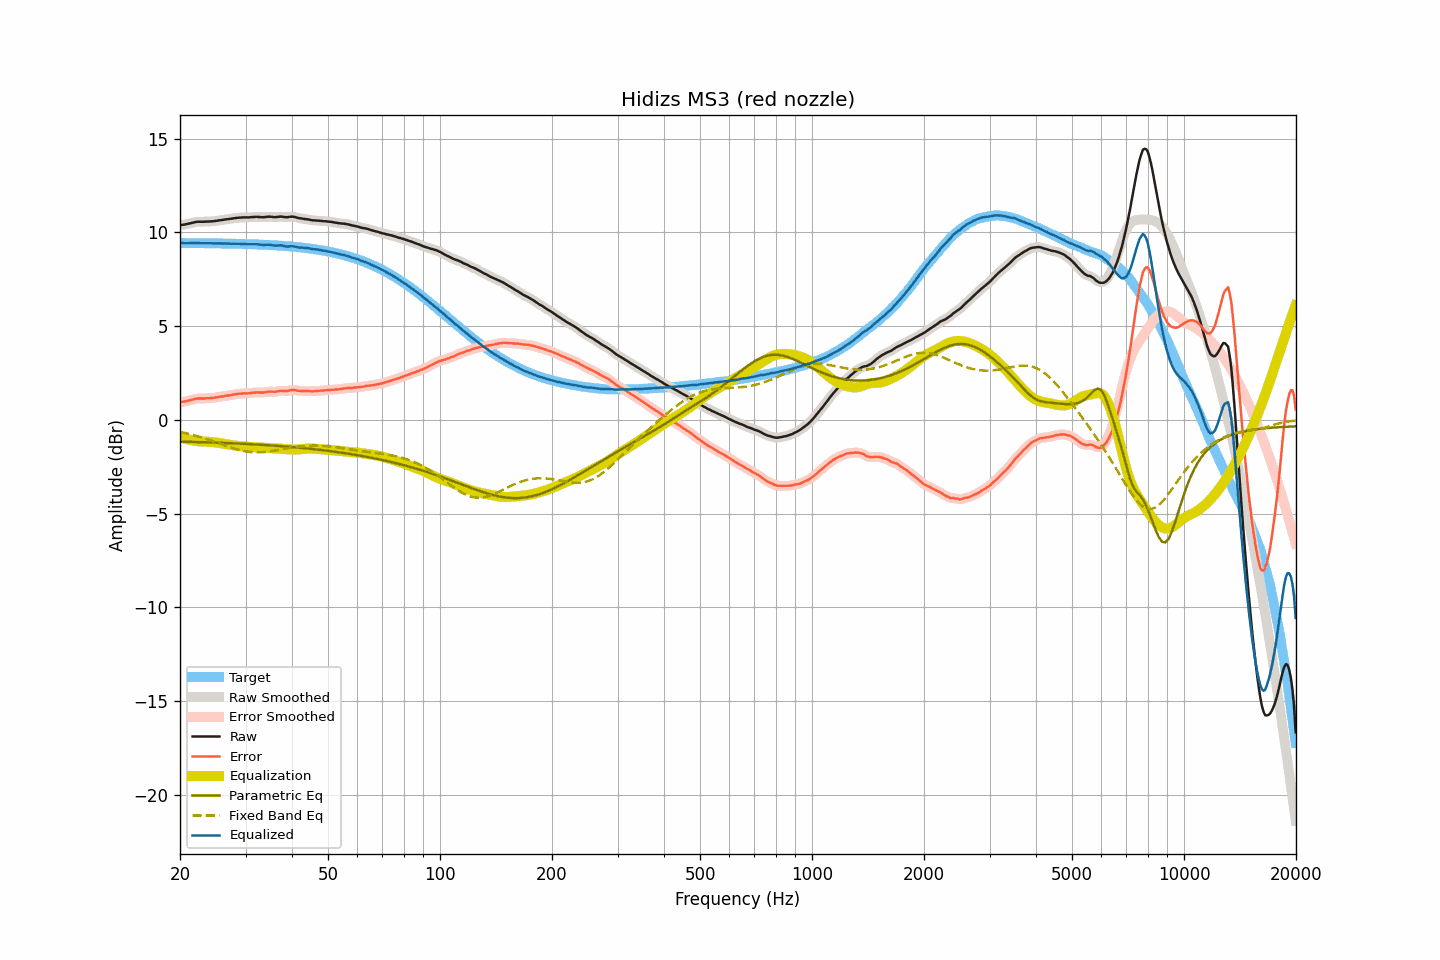 Hidizs MS3 (red nozzle)
Amplitude (dBr)
15
10
5
0
−5
−10
−15
−20
Target
Raw Smoothed
Error Smoothed
Raw
Error
Equalization
Parametric Eq
Fixed Band Eq
Equalized
20 50 100 200 500 1000 2000 5000 10000 20000
Frequency (Hz)